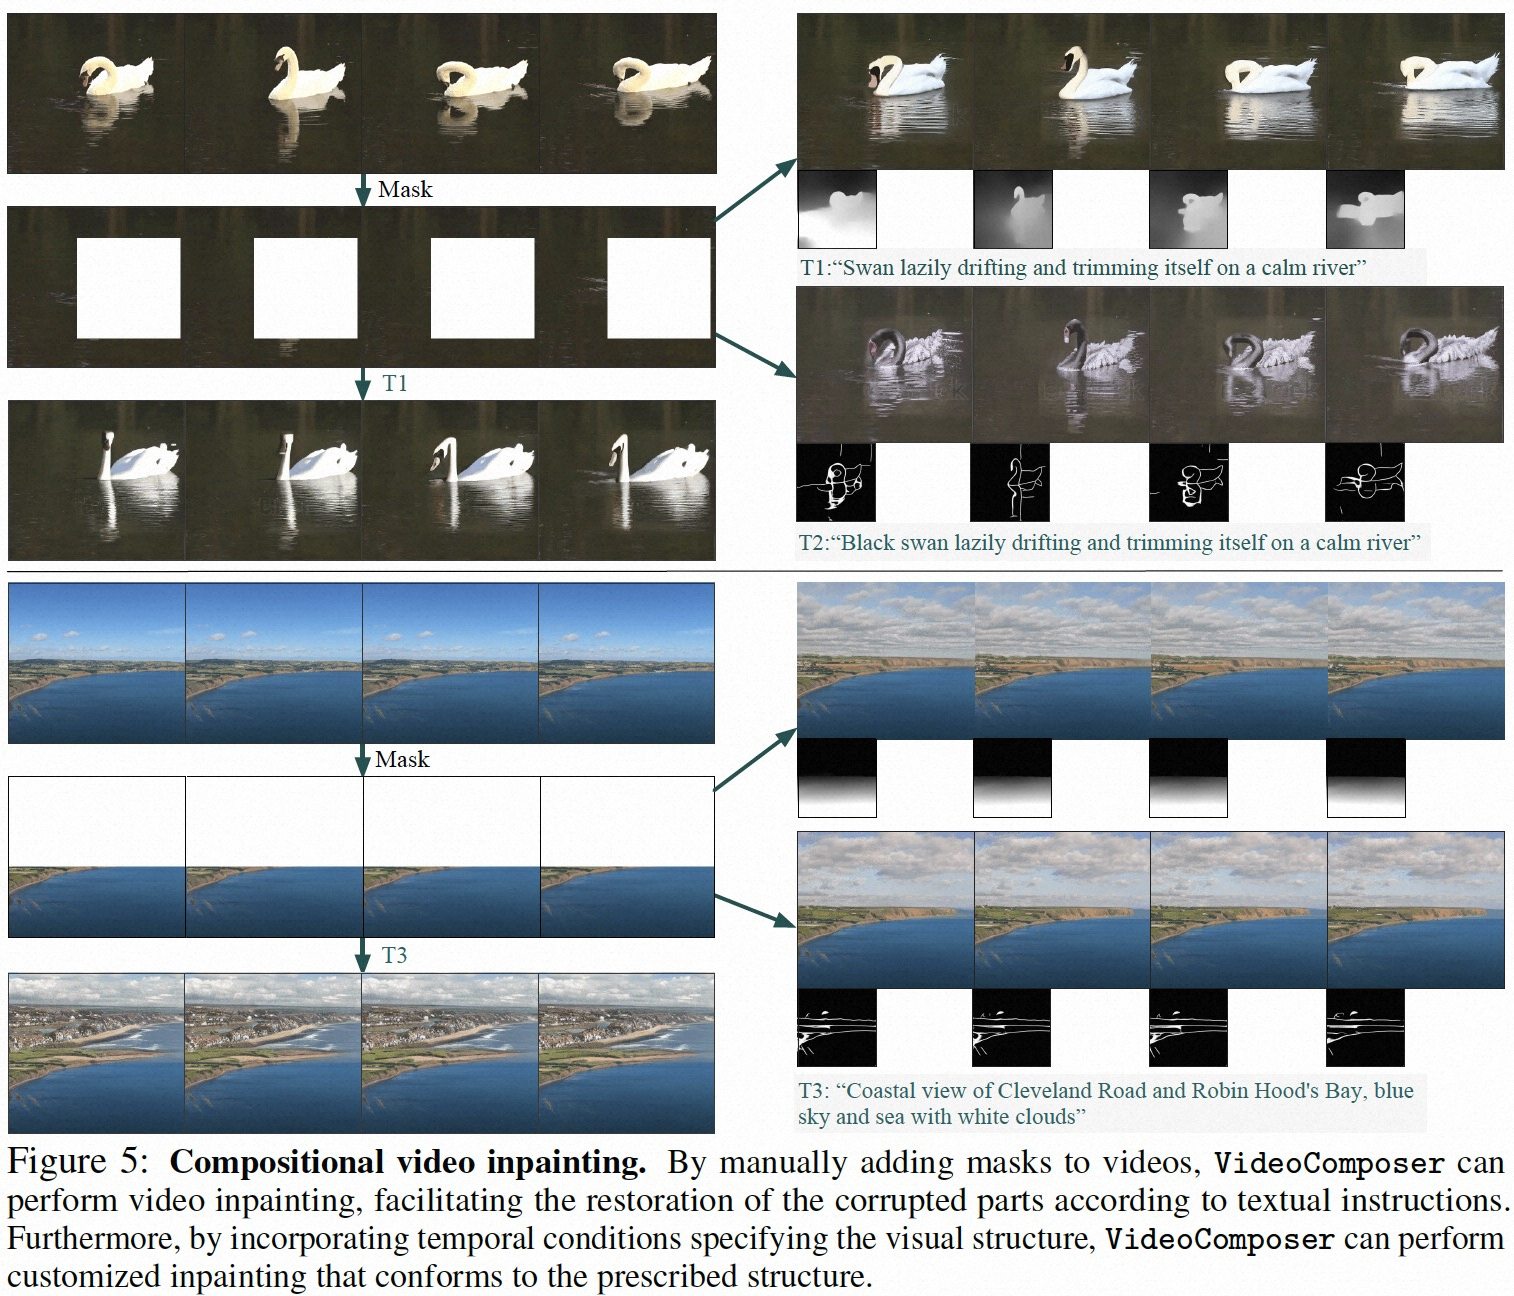 Mask
T1
T1:“Swan lazily drifting and trimming itself on a calm river”
T2:“Black swan lazily drifting and trimming itself on a calm river”
Mask
T3
T3: “Coastal view of Cleveland Road and Robin Hood's Bay, blue
sky and sea with white clouds”
Figure 5: Compositional video inpainting. By manually adding masks to videos, VideoComposer can
perform video inpainting, facilitating the restoration of the corrupted parts according to textual instructions.
Furthermore, by incorporating temporal conditions specifying the visual structure, VideoComposer can perform
customized inpainting that conforms to the prescribed structure.